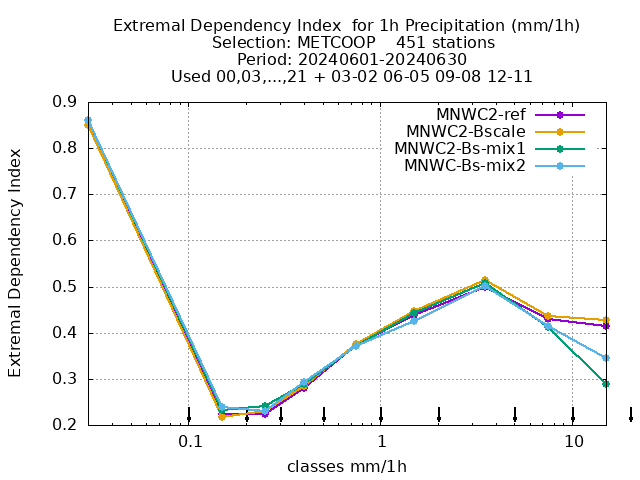 Extremal Dependency Index  for 1h Precipitation (mm/1h)
Selection: METCOOP    451 stations
Period: 20240601-20240630
Used 00,03,...,21 + 03-02 06-05 09-08 12-11
MNWC2-ref
MNWC2-Bscale
MNWC2-Bs-mix1
MNWC-Bs-mix2
Extremal Dependency Index
0.9
0.8
0.7
0.6
0.5
0.4
0.3
0.2
0.1
1
10
classes mm/1h